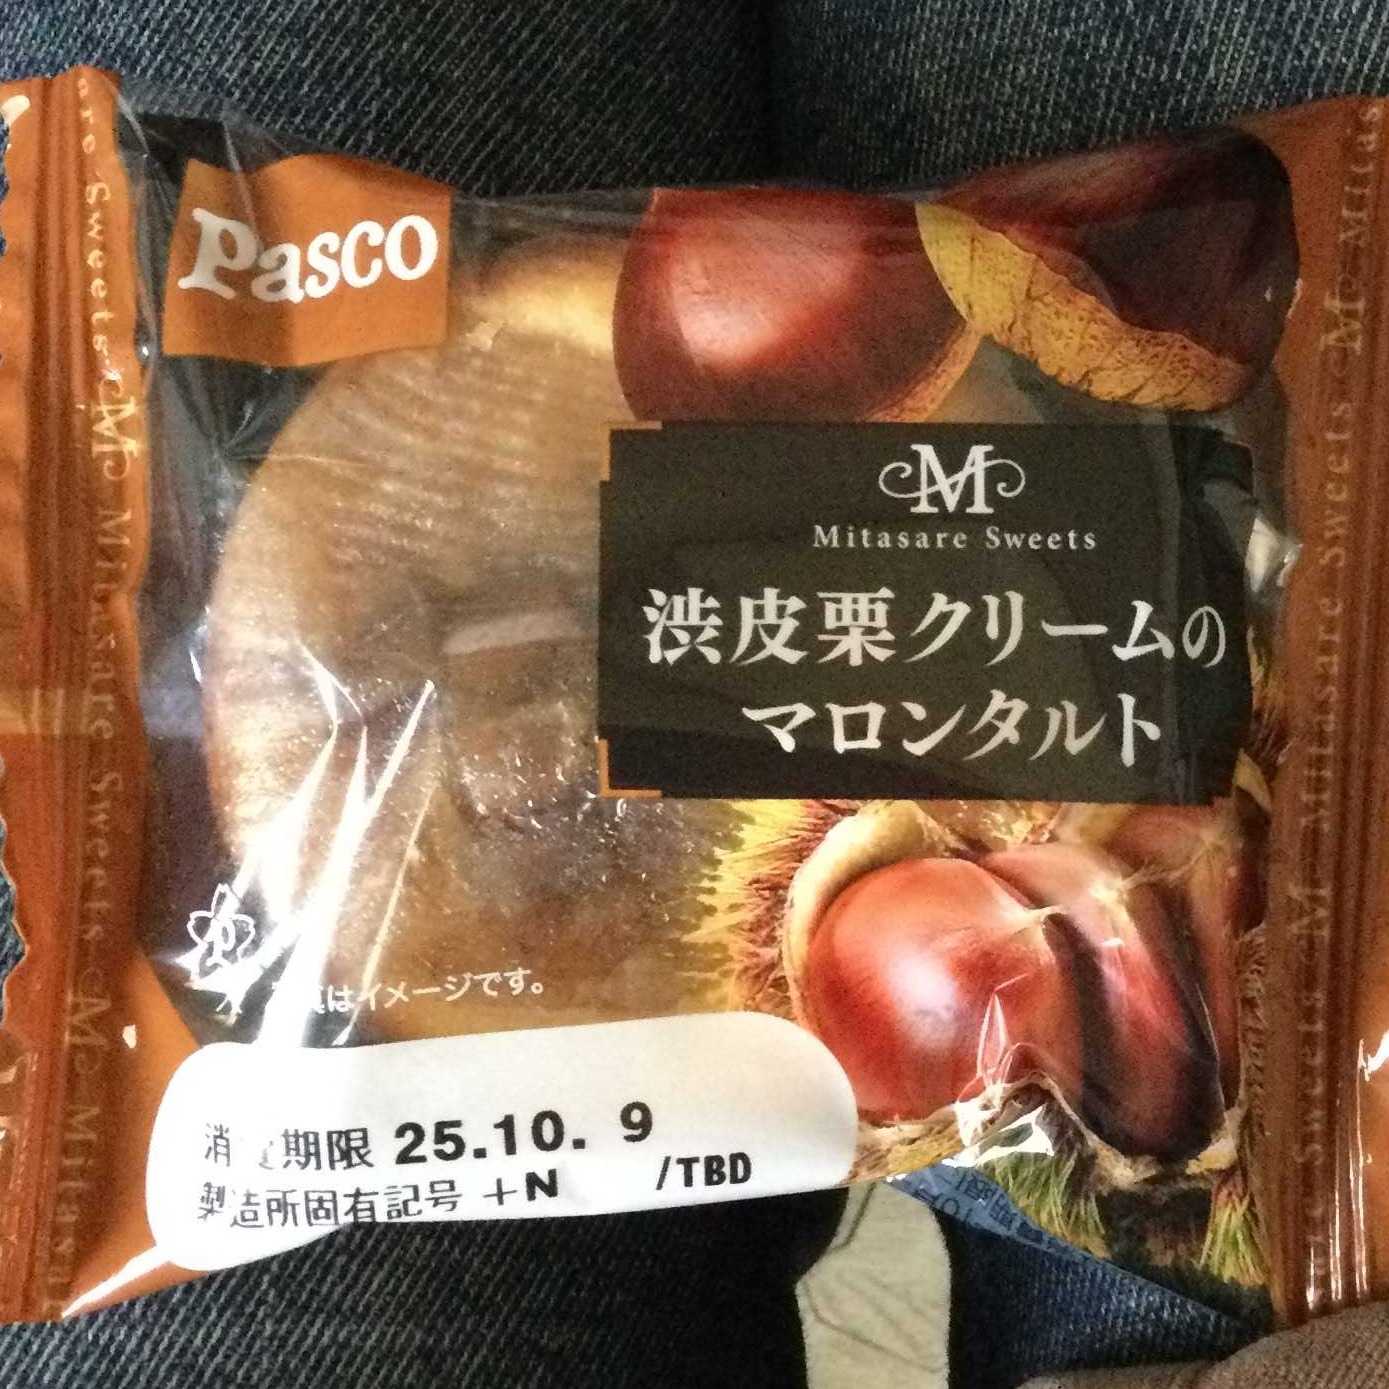 Pasco
M
Mitasare Sweets
渋皮栗クリームの
マロンタルト
はイメージです。
消 期限 25.10. 9
製造所固有記号 +N /TBD